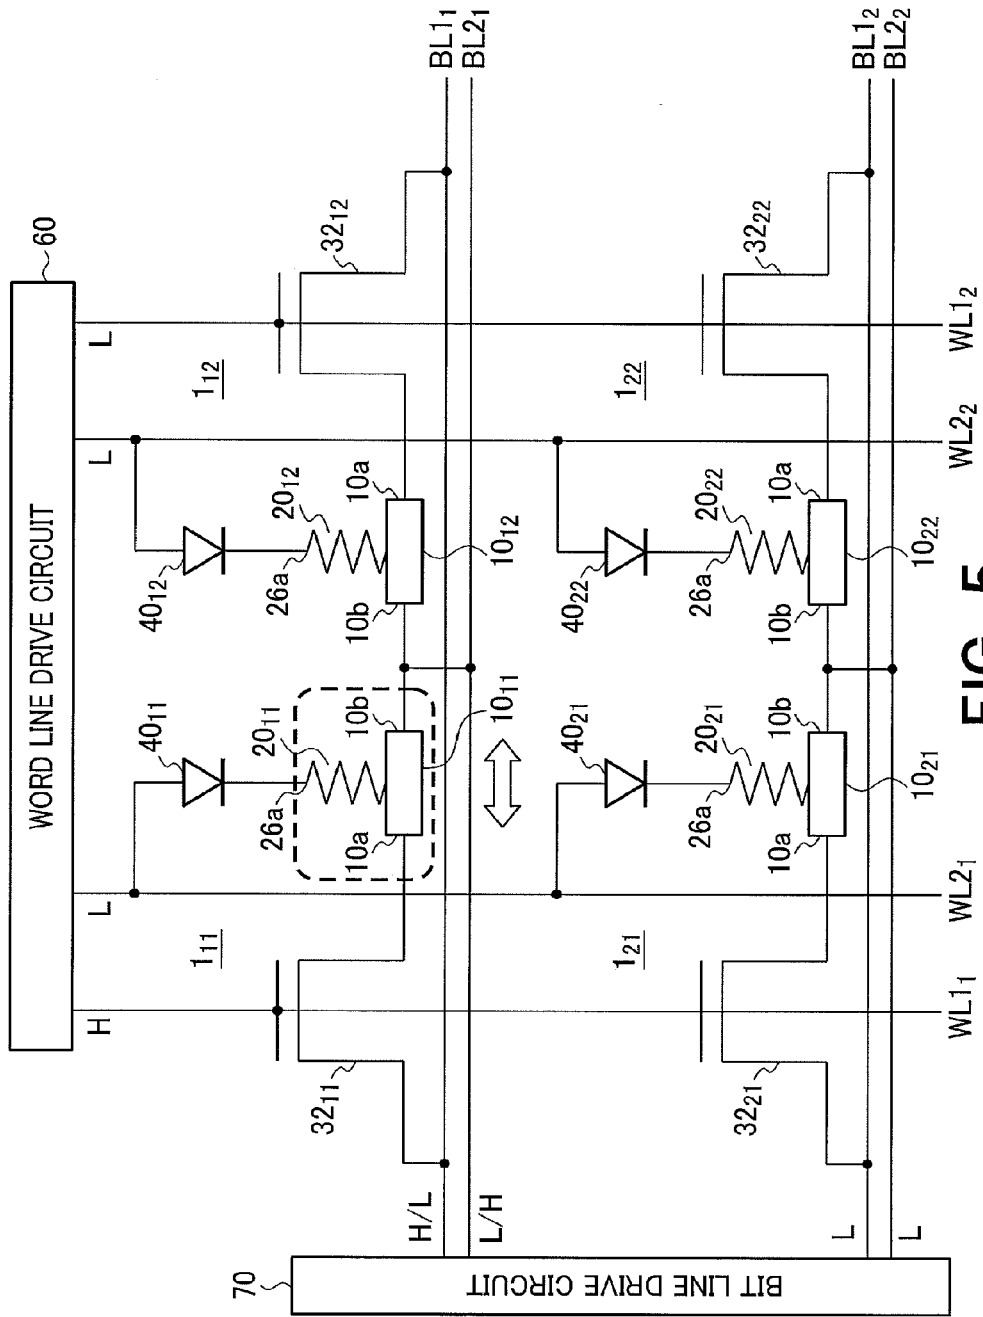 WORD LINE DRIVE CIRCUIT
60
H
L
L
L
40₁₁
40₁₂
1₁₁
1₁₂
32₁₁
26a
20₁₁
26a
20₁₂
32₁₂
10a
10b
10b
10a
10₁₁
10₁₂
H/L
BL1₁
L/H
BL2₁
40₂₁
40₂₂
1₂₁
1₂₂
32₂₁
26a
20₂₁
26a
20₂₂
32₂₂
10a
10b
10b
10a
10₂₁
10₂₂
L
BL1₂
L
BL2₂
70
BIT LINE DRIVE CIRCUIT
WL1₁
WL2₁
WL2₂
WL1₂